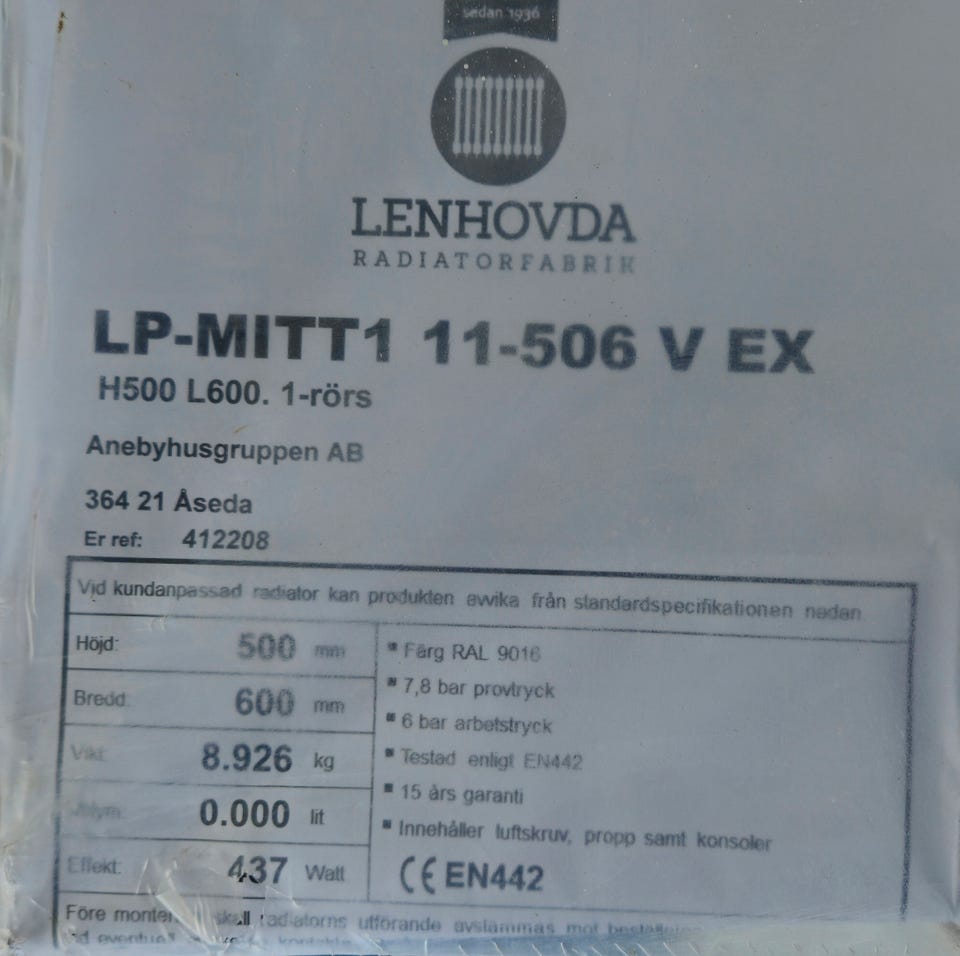 sedan 1936
LENHOVDA
RADIATORFABRIK
LP-MITT1 11-506 V EX
H500 L600. 1-rörs
Anebyhusgruppen AB
364 21 Åseda
Er ref: 412208
Vid kundanpassad radiator kan produkten avvika från standardspecifikationen nedan
Höjd: 500 mm
Bredd: 600 mm
Vikt: 8.926 kg
0.000 lit
Effekt: 437 Watt
▪ Färg RAL 9016
▪ 7,8 bar provtryck
▪ 6 bar arbetstryck
▪ Testad enligt EN442
▪ 15 års garanti
▪ Innehåller luftskruv, propp samt konsoler
CE EN442
Före skall radiatorns utförande avstämmas mot